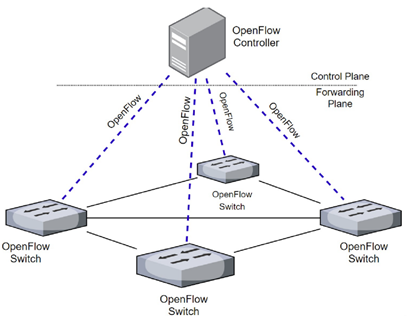 OpenFlow
Controller
Control Plane
Forwarding
Plane
OpenFlow
OpenFlow
OpenFlow
OpenFlow
OpenFlow
Switch
OpenFlow
Switch
OpenFlow
Switch
OpenFlow
Switch